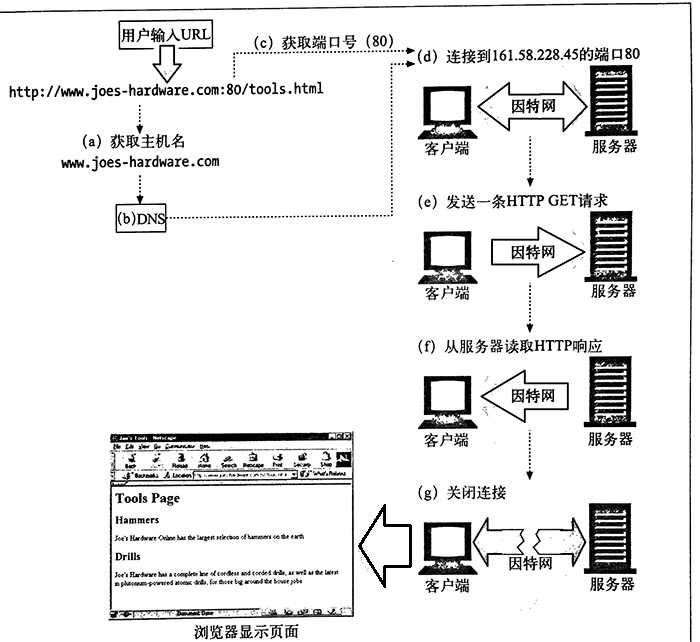 用户输入URL
(c) 获取端口号 (80)
http://www.joes-hardware.com:80/tools.html
(a) 获取主机名
www.joes-hardware.com
(b)DNS
(d) 连接到161.58.228.45的端口80
因特网
客户端
服务器
(e) 发送一条HTTP GET请求
因特网
客户端
服务器
(f) 从服务器读取HTTP响应
因特网
客户端
服务器
(g) 关闭连接
因特网
客户端
服务器
Joe's Tools - Netscape
File Edit View Go Communicator Help
Back
Reload Home Search Netscape Print Security Shop
Bookmarks Location
What's Related
Tools Page
Hammers
Joe's Hardware Online has the largest selection of hammers on the earth
Drills
Joe's Hardware has a complete line of cordless and corded drills, as well as the latest
in plutonium-powered atomic drills, for those big around the house jobs
Document Done
浏览器显示页面